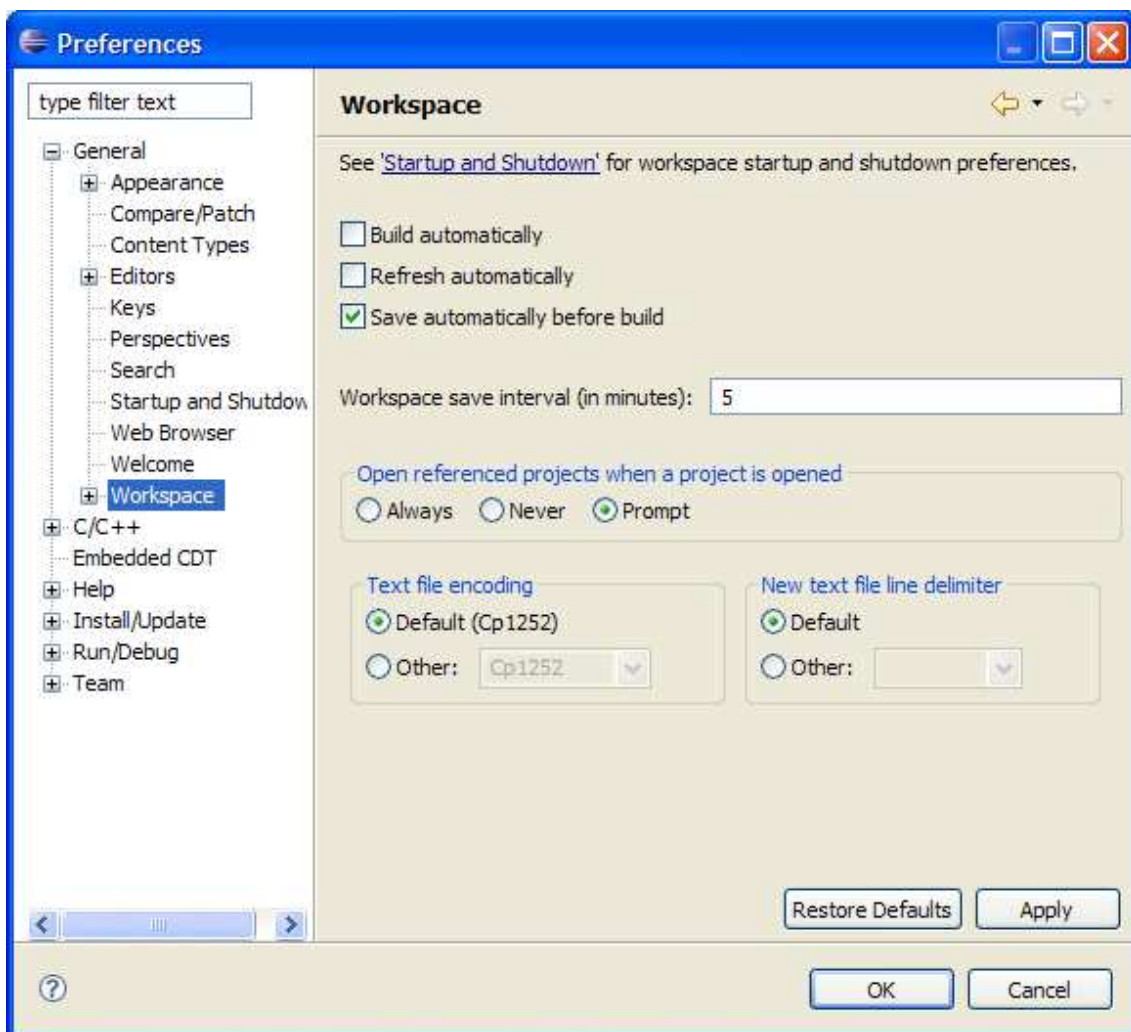 Preferences
type filter text
General
Appearance
Compare/Patch
Content Types
Editors
Keys
Perspectives
Search
Startup and Shutdow
Web Browser
Welcome
Workspace
C/C++
Embedded CDT
Help
Install/Update
Run/Debug
Team
Workspace
See 'Startup and Shutdown' for workspace startup and shutdown preferences.
Build automatically
Refresh automatically
Save automatically before build
Workspace save interval (in minutes): 5
Open referenced projects when a project is opened
Always Never Prompt
Text file encoding
Default (Cp1252)
Other: Cp1252
New text file line delimiter
Default
Other:
Restore Defaults Apply
? OK Cancel